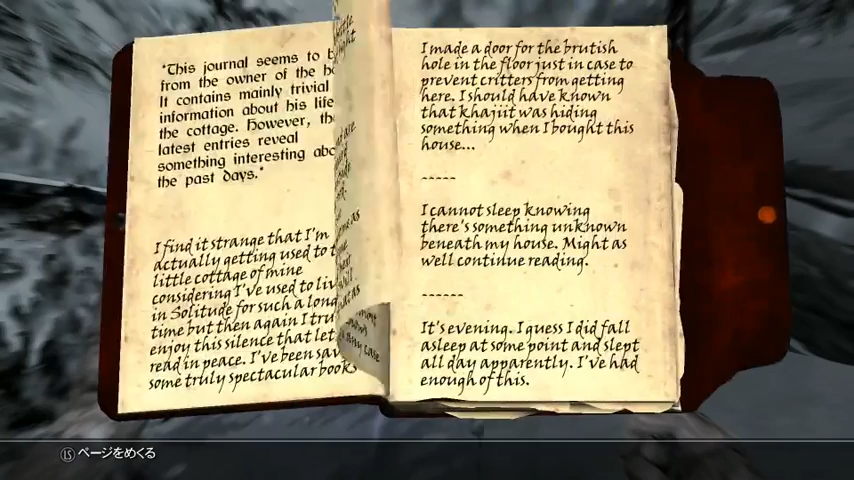 "This journal seems to
from the owner of the
It contains mainly trivial
information about his life
the cottage. However,
latest entries reveal
something interesting
the past days."
I find it strange that I'm
actually getting used to
little cottage of mine
considering I've used to
in Solitude for such a long
time but then again I
enjoy this silence that
read in peace. I've been
some truly spectacular books
I made a door for the brutish
hole in the floor just in case to
prevent critters from getting
here. I should have known
that khajiit was hiding
something when I bought this
house...
-----
I cannot sleep knowing
there's something unknown
beneath my house. Might as
well continue reading.
------
It's evening. I guess I did fall
asleep at some point and slept
all day apparently. I've had
enough of this.
LS ページをめくる